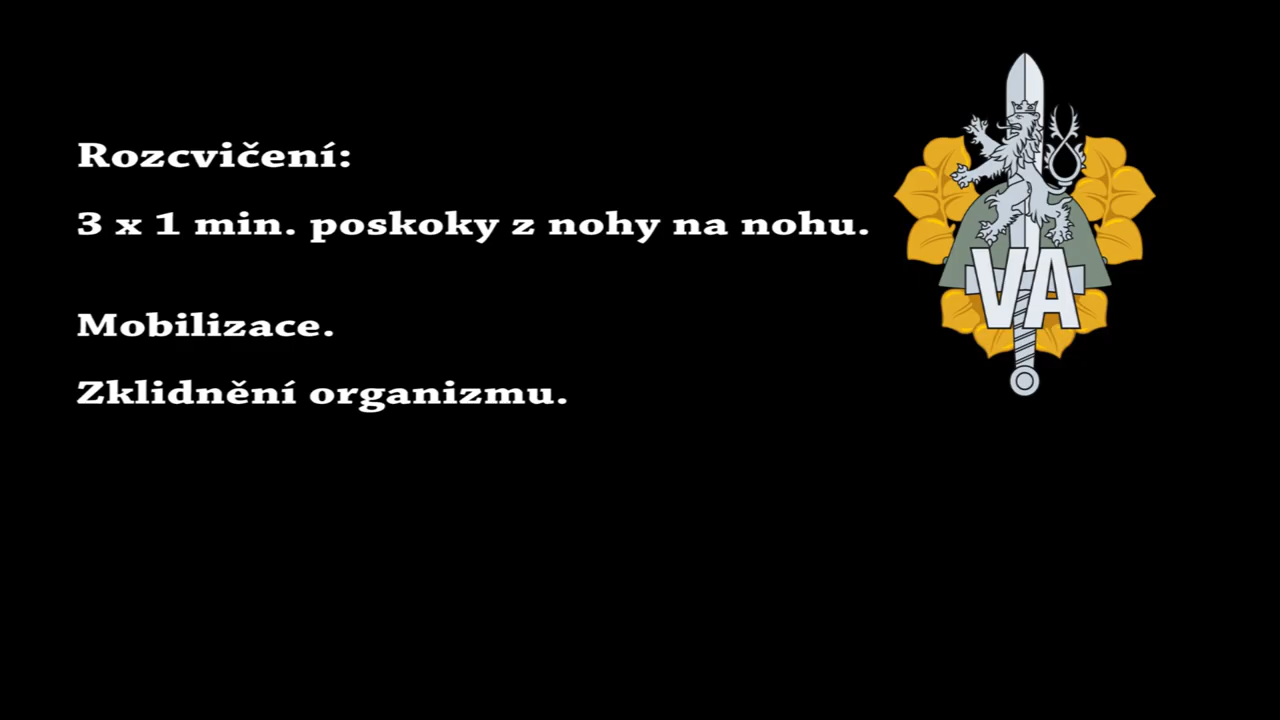 Rozcvičení:
3 x 1 min. poskoky z nohy na nohu.
Mobilizace.
Zklidnění organizmu.
VA